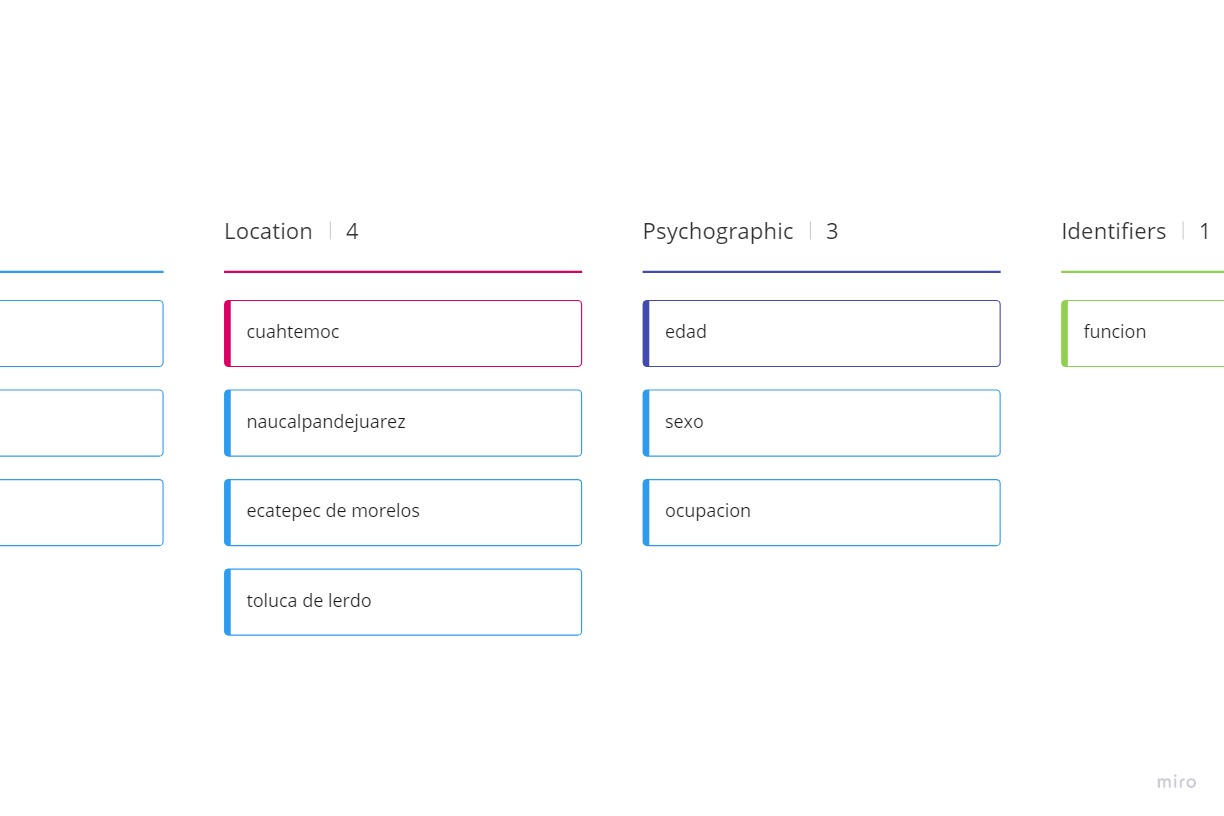 Location | 4
cuahtemoc
naucalpandejuarez
ecatepec de morelos
toluca de lerdo
Psychographic | 3
edad
sexo
ocupacion
Identifiers | 1
funcion
miro